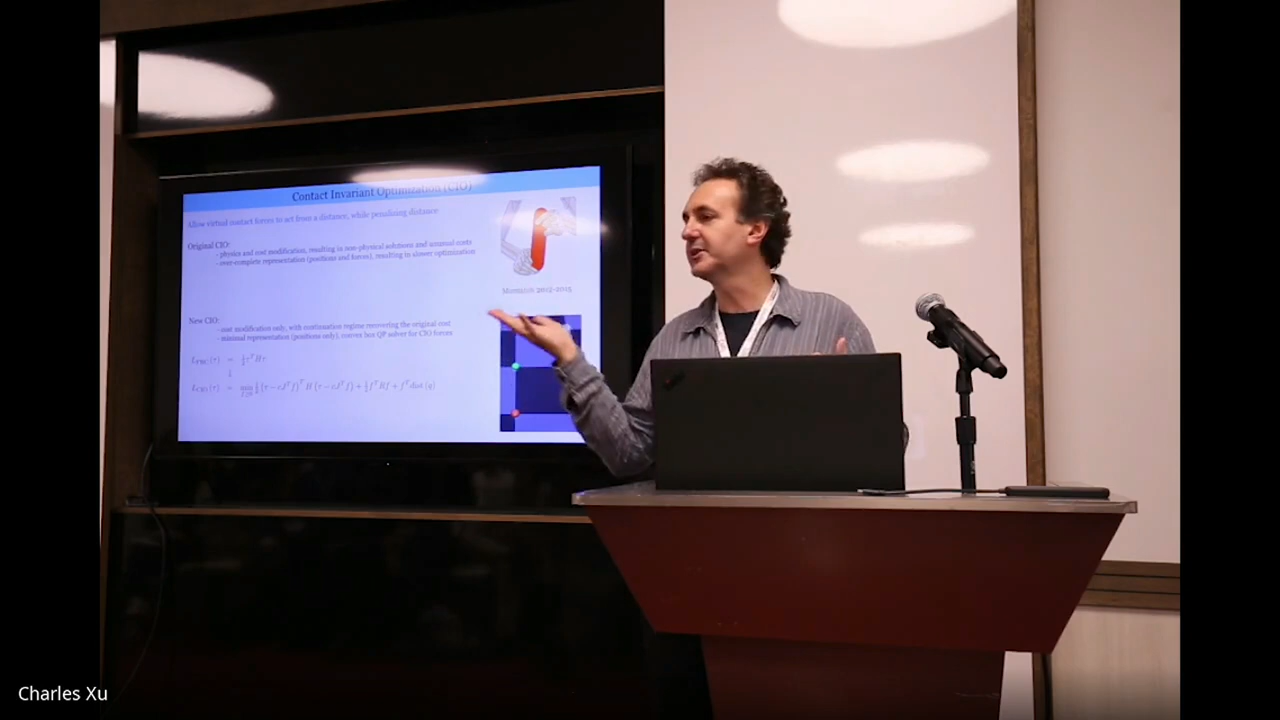 Contact Invariant Optimization (CIO)
Allow virtual contact forces to act from a distance, while penalizing distance
Original CIO:
- physics and cost modification, resulting in non-physical solutions and unusual costs
- over-complete representation (positions and forces), resulting to slower optimization
Mordatch 2012-2015
New CIO:
- cost modification only, with continuation regime recovering the original cost
- minimal representation (positions only), convex box QP solver for CIO forces
Charles Xu